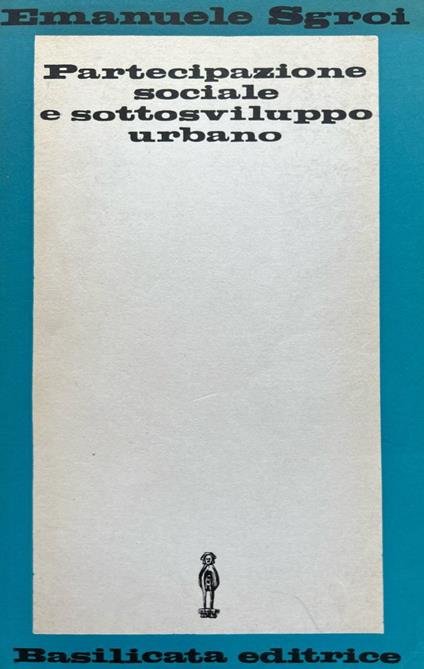 Emanuele Sgroi
Partecipazione
sociale
e sottosviluppo
urbano
Basilicata editrice